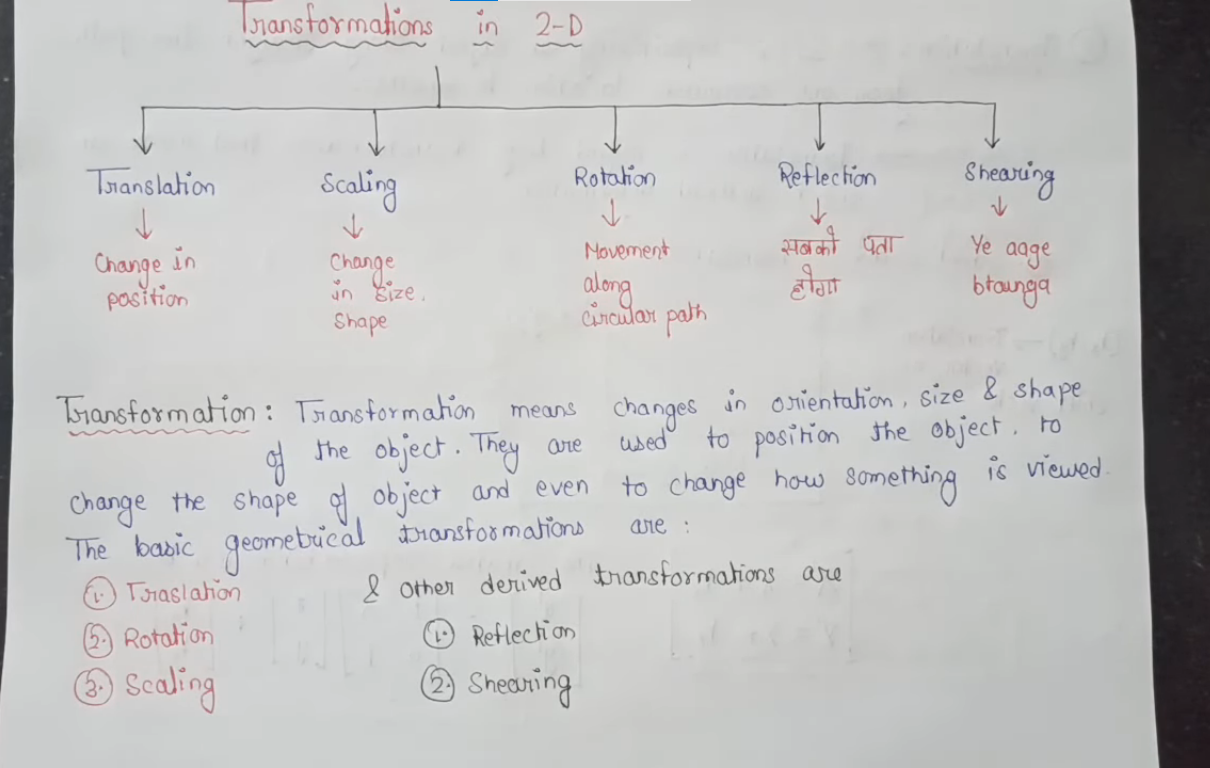 Transformations in 2-D
Translation Scaling Rotation Reflection Shearing
Change in position
Change in size. Shape
Movement along circular path
सबको पता होगा
Ye aage btaunga
Transformation: Transformation means changes in orientation, size & shape
of the object. They are used to position the object, to
change the shape of object and even to change how something is viewed.
The basic geometrical transformations are :
1. Traslation & other derived transformations are
2. Rotation 1. Reflection
3. Scaling 2. Shearing